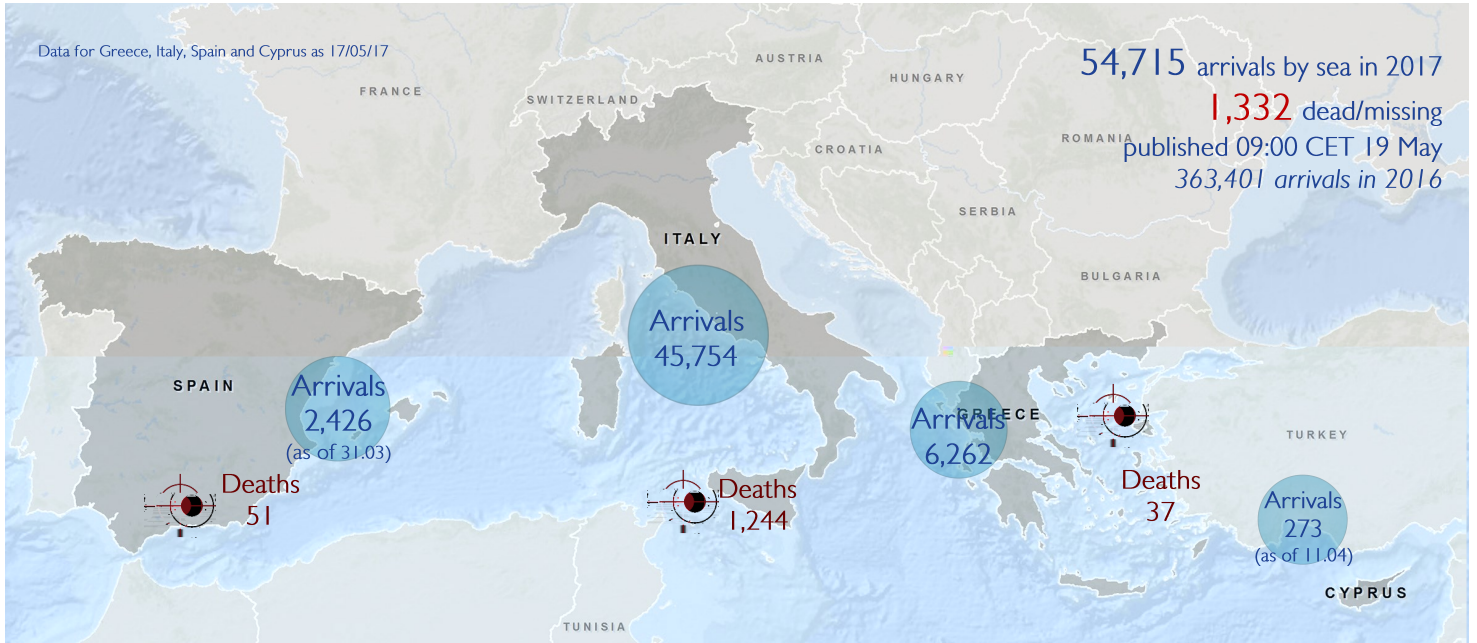 Data for Greece, Italy, Spain and Cyprus as 17/05/17
54,715 arrivals by sea in 2017
1,332 dead/missing
published 09:00 CET 19 May
363,401 arrivals in 2016
AUSTRIA
HUNGARY
FRANCE
SWITZERLAND
ROMANIA
CROATIA
SERBIA
ITALY
BULGARIA
Arrivals
45,754
SPAIN
Arrivals
2,426
(as of 31.03)
GREECE
Arrivals
6,262
TURKEY
Deaths
51
Deaths
1,244
Deaths
37
Arrivals
273
(as of 11.04)
CYPRUS
TUNISIA